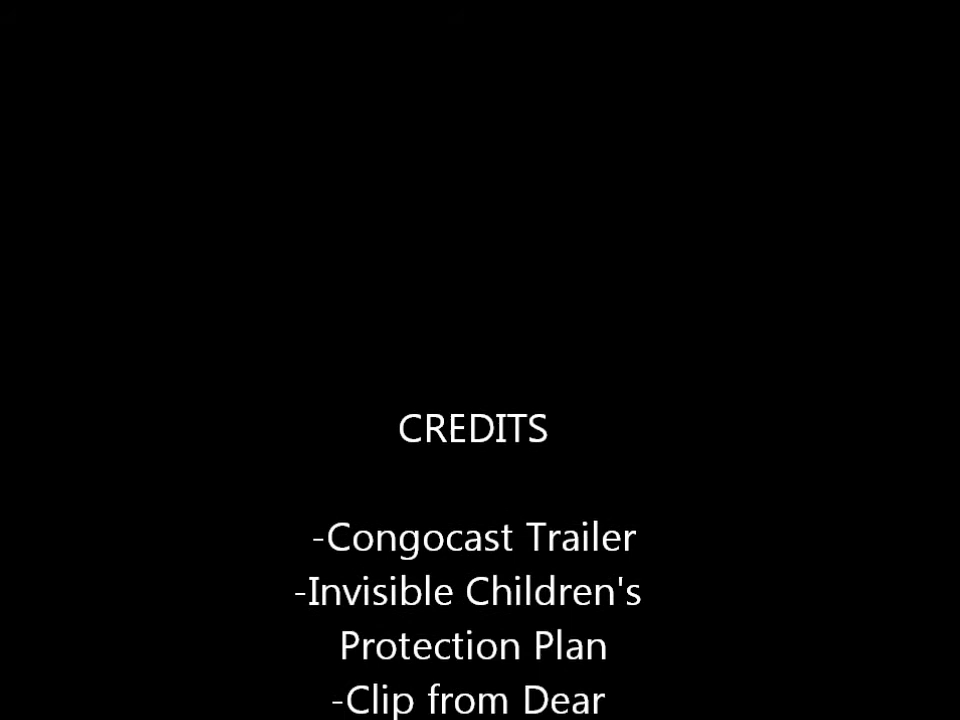 CREDITS
-Congocast Trailer
-Invisible Children's
Protection Plan
-Clip from Dear